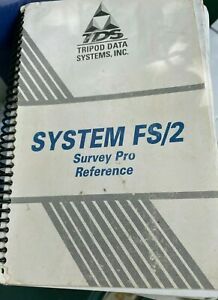 TDS
TRIPOD DATA
SYSTEMS, INC.
SYSTEM FS/2
Survey Pro
Reference